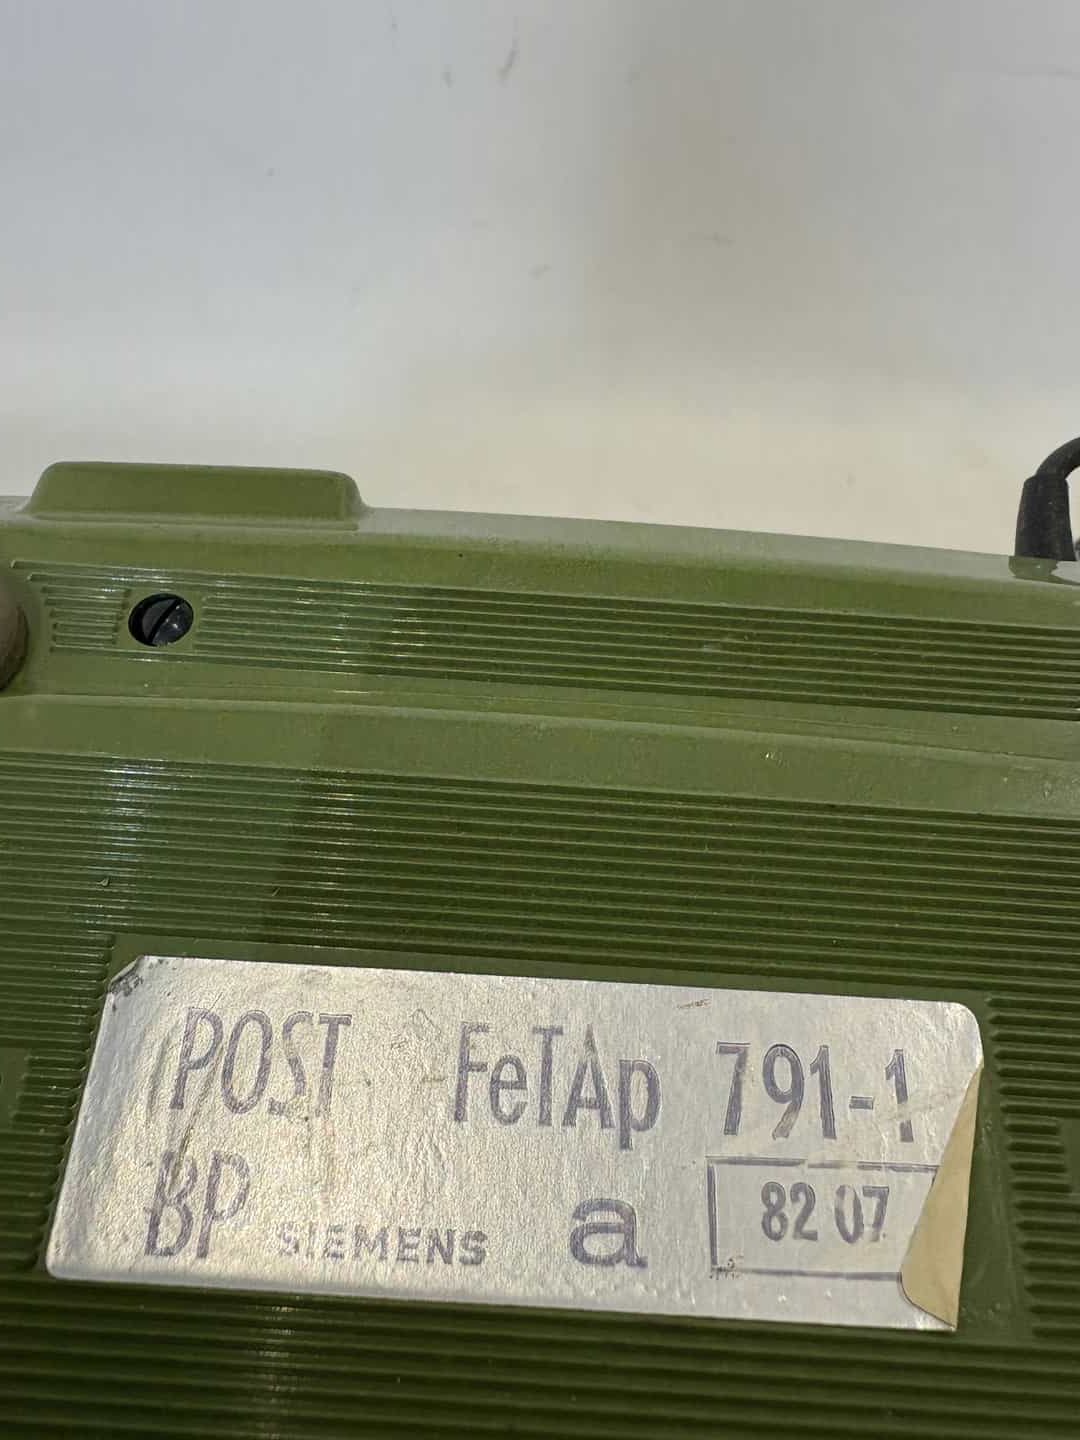 POST FeTAp 791-1
BP SIEMENS a 82 07